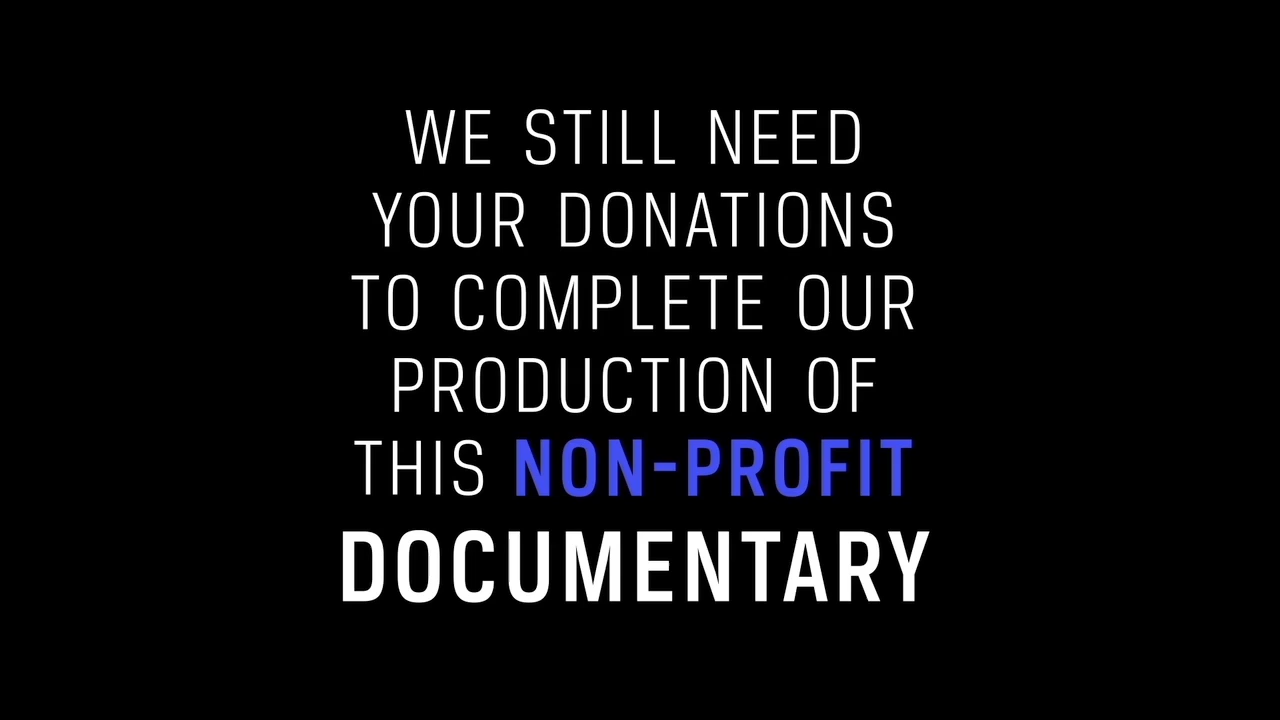 WE STILL NEED
YOUR DONATIONS
TO COMPLETE OUR
PRODUCTION OF
THIS NON-PROFIT
DOCUMENTARY